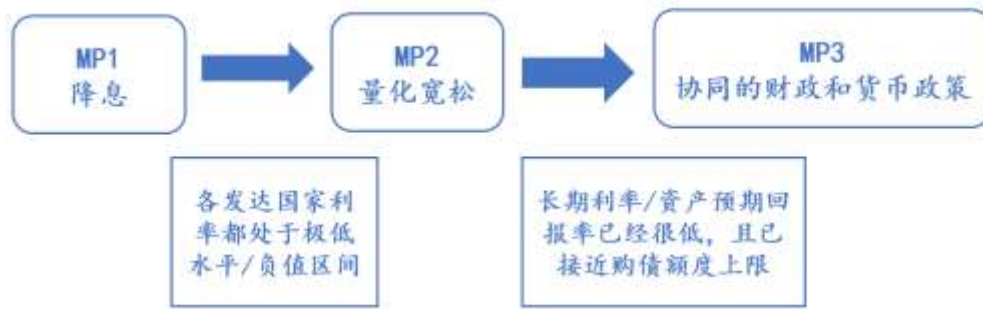 MP1
降息
MP2
量化宽松
MP3
协同的财政和货币政策
各发达国家利
率都处于极低
水平/负值区间
长期利率/资产预期回
报率已经很低，且已
接近购债额度上限